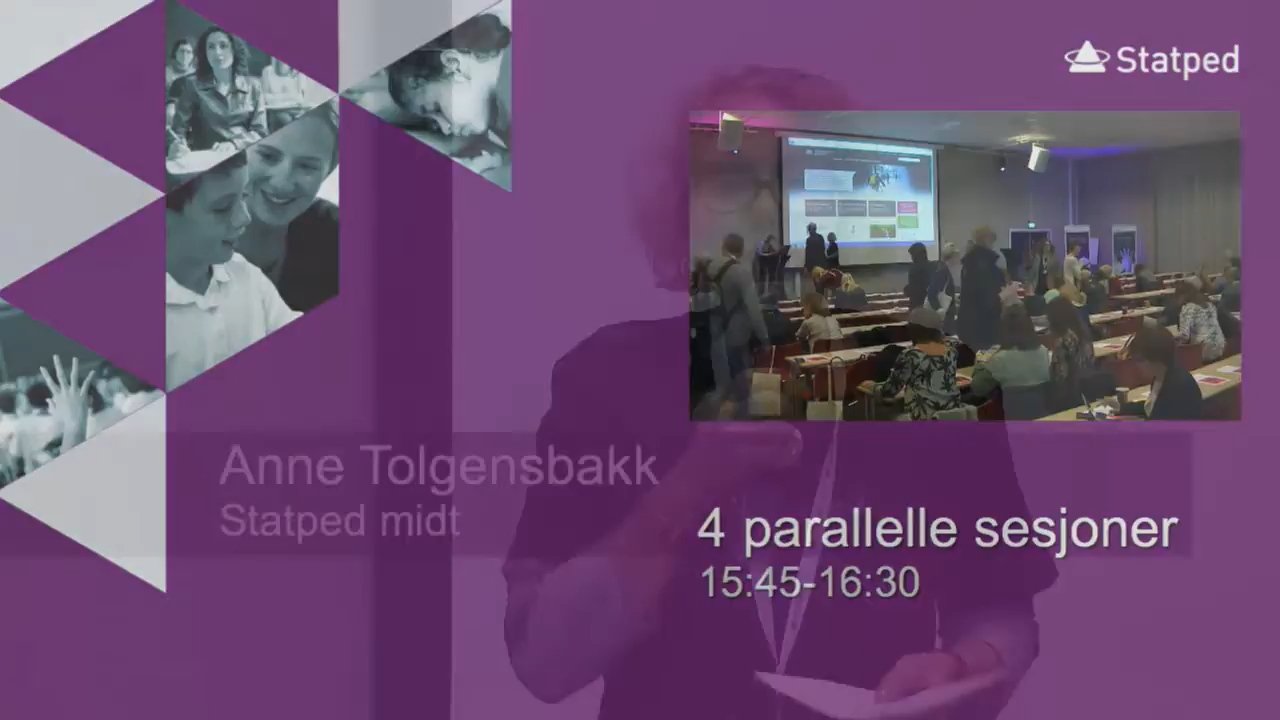 Statped
Anne Tolgensbakk
Statped midt
4 parallelle sesjoner
15:45-16:30